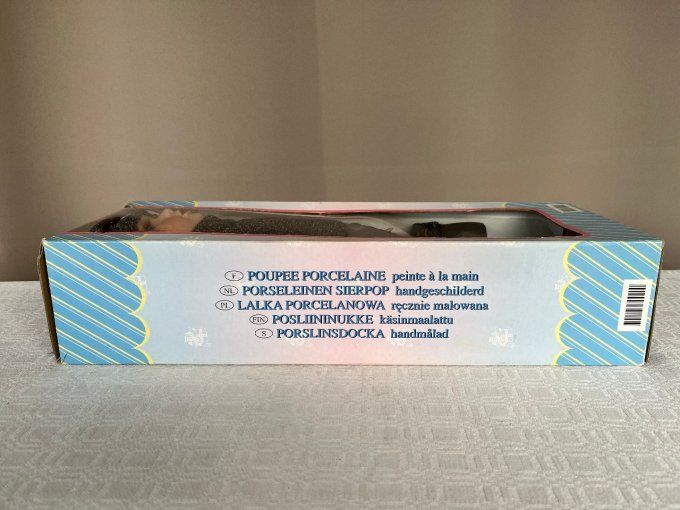 F POUPEE PORCELAINE peinte à la main
NL PORSELEINEN SIERPOP handgeschilderd
PL LALKA PORCELANOWA ręcznie malowana
FIN POSLIININUKKE käsinmaalattu
S PORSLINSDOCKA handmålad